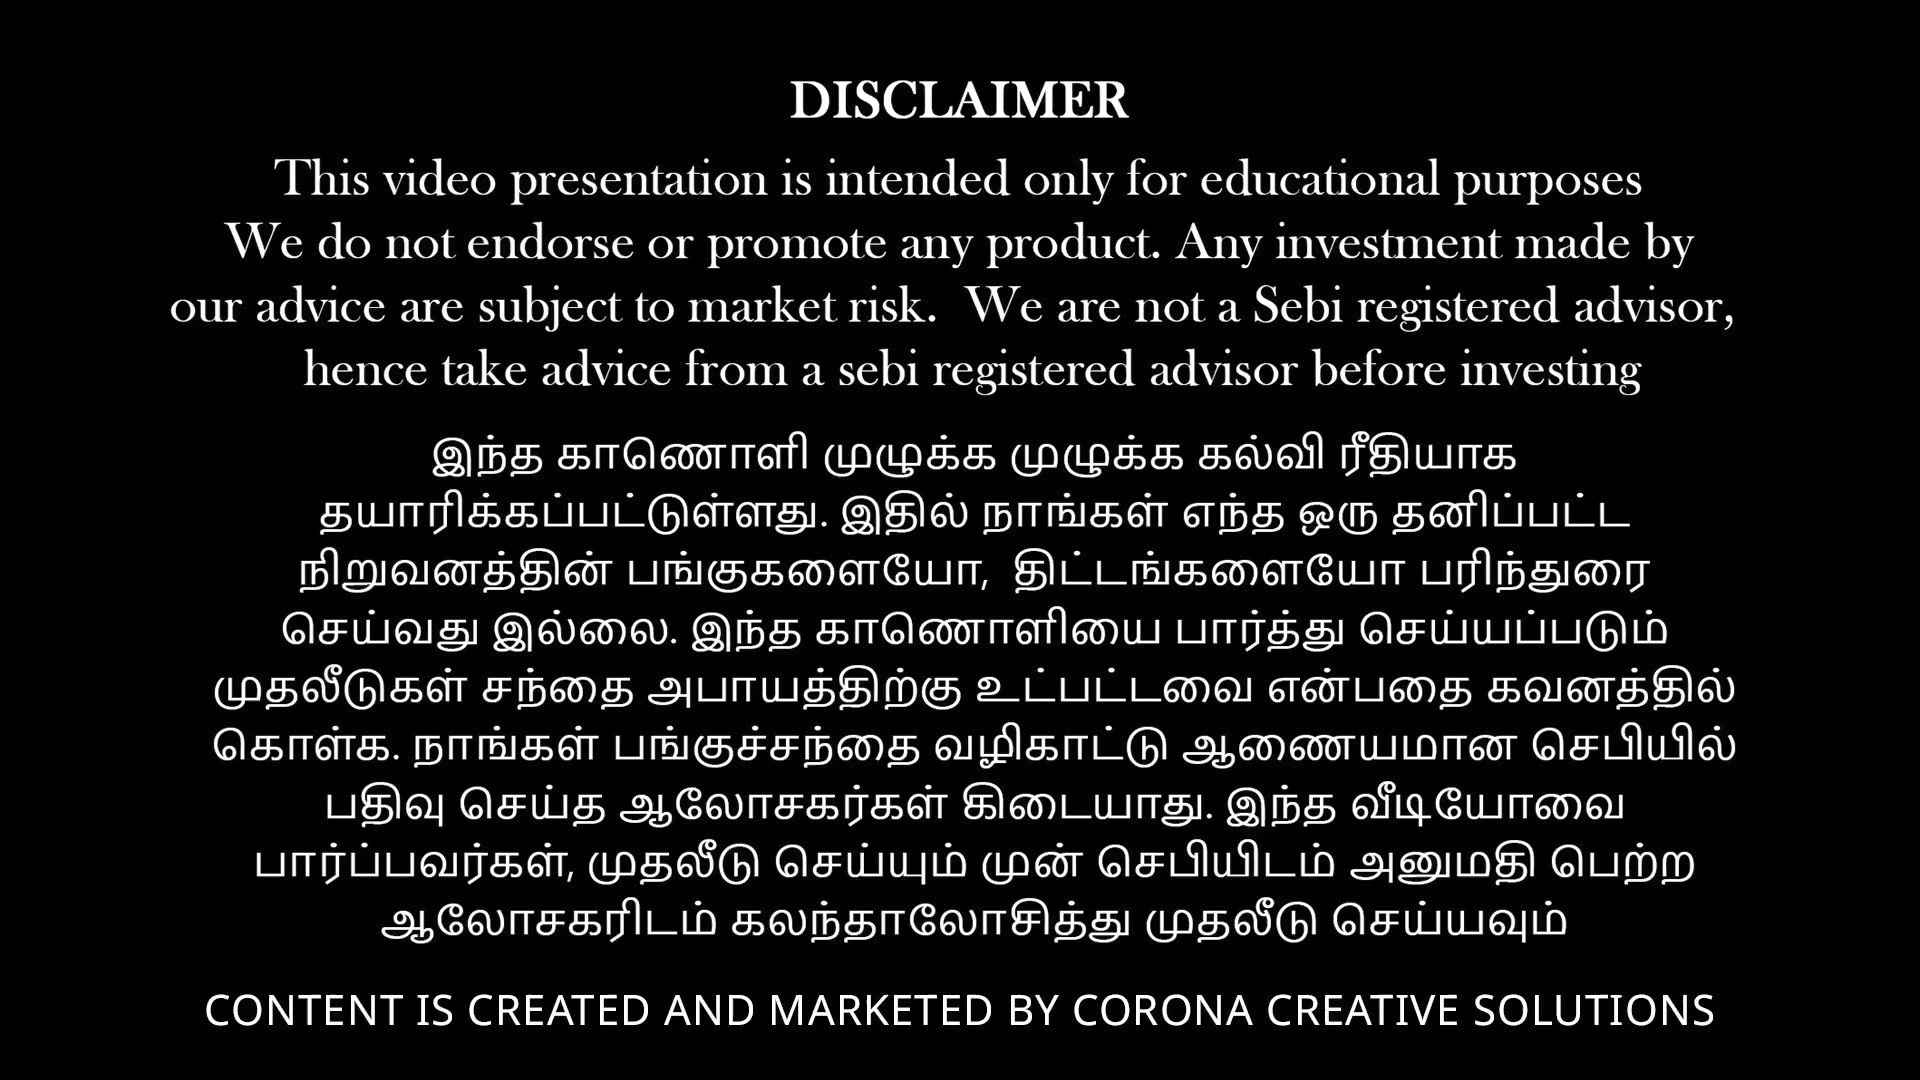 DISCLAIMER
This video presentation is intended only for educational purposes
We do not endorse or promote any product. Any investment made by
our advice are subject to market risk.  We are not a Sebi registered advisor,
hence take advice from a sebi registered advisor before investing
இந்த காணொளி முழுக்க முழுக்க கல்வி ரீதியாக
தயாரிக்கப்பட்டுள்ளது. இதில் நாங்கள் எந்த ஒரு தனிப்பட்ட
நிறுவனத்தின் பங்குகளையோ,  திட்டங்களையோ பரிந்துரை
செய்வது இல்லை. இந்த காணொளியை பார்த்து செய்யப்படும்
முதலீடுகள் சந்தை அபாயத்திற்கு உட்பட்டவை என்பதை கவனத்தில்
கொள்க. நாங்கள் பங்குச்சந்தை வழிகாட்டு ஆணையமான செபியில்
பதிவு செய்த ஆலோசகர்கள் கிடையாது. இந்த வீடியோவை
பார்ப்பவர்கள், முதலீடு செய்யும் முன் செபியிடம் அனுமதி பெற்ற
ஆலோசகரிடம் கலந்தாலோசித்து முதலீடு செய்யவும்
CONTENT IS CREATED AND MARKETED BY CORONA CREATIVE SOLUTIONS